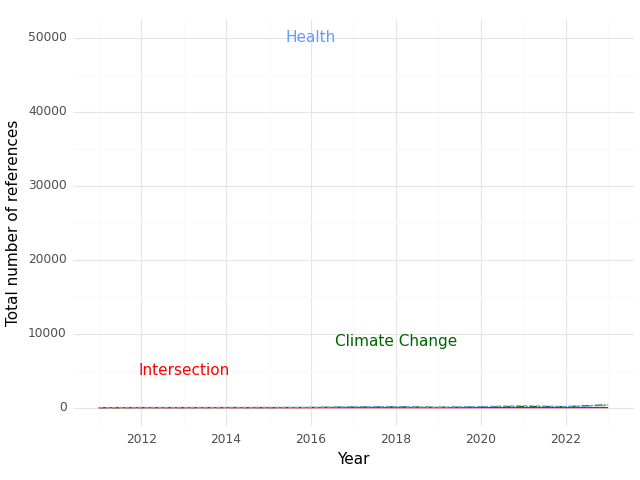 50000
Health
40000
30000
20000
10000
Climate Change
Intersection
0
2012
2014
2016
2018
2020
2022
Year
Total number of references